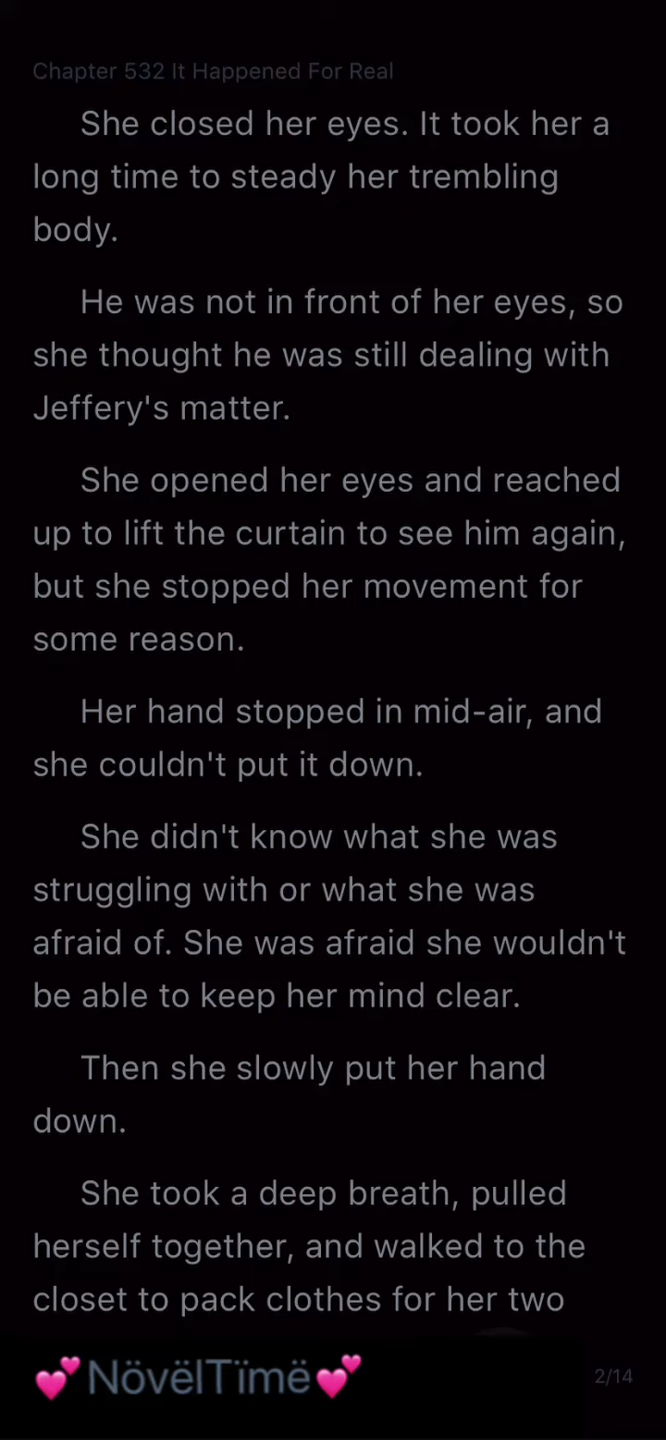 Chapter 532 It Happened For Real
She closed her eyes. It took her a
long time to steady her trembling
body.
He was not in front of her eyes, so
she thought he was still dealing with
Jeffery's matter.
She opened her eyes and reached
up to lift the curtain to see him again,
but she stopped her movement for
some reason.
Her hand stopped in mid-air, and
she couldn't put it down.
She didn't know what she was
struggling with or what she was
afraid of. She was afraid she wouldn't
be able to keep her mind clear.
Then she slowly put her hand
down.
She took a deep breath, pulled
herself together, and walked to the
closet to pack clothes for her two
💕NövëlTïmë💕
2/14